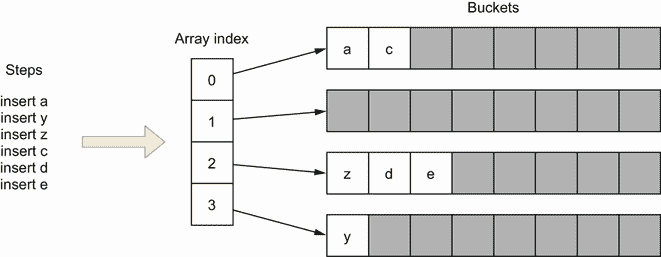 Steps
insert a
insert y
insert z
insert c
insert d
insert e
Array index
0
1
2
3
Buckets
a c
z d e
y